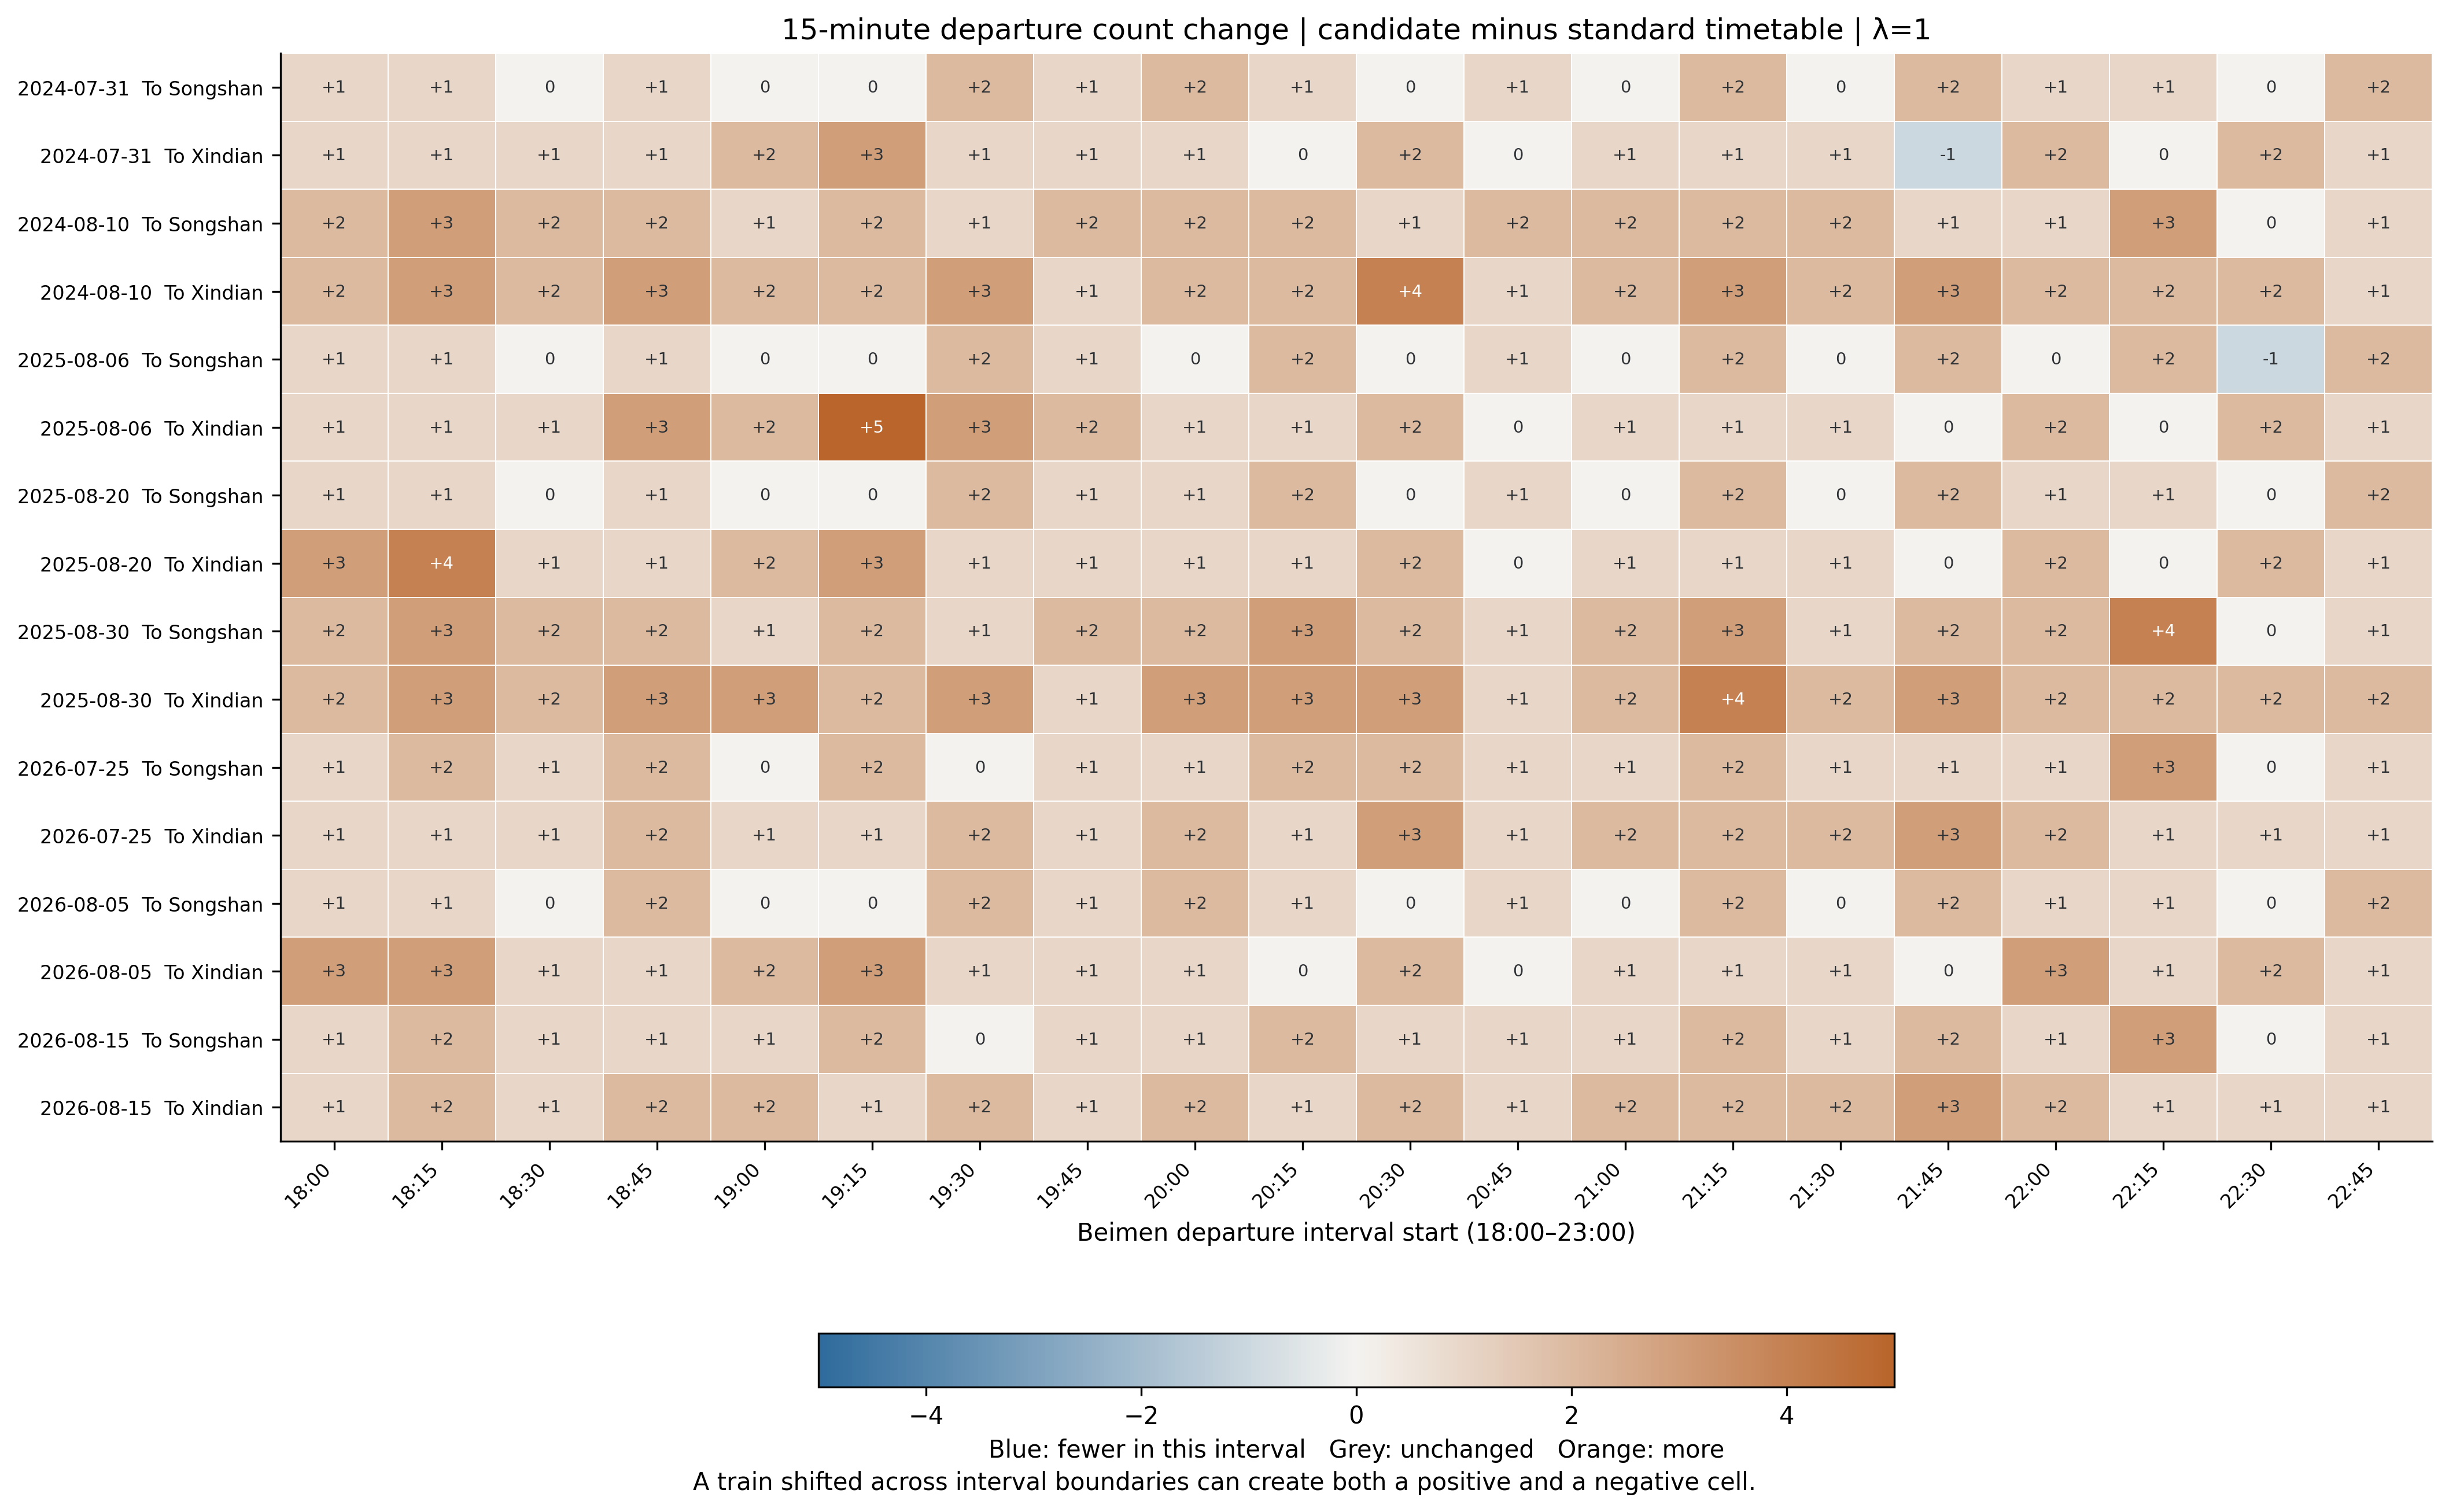 15-minute departure count change | candidate minus standard timetable | λ=1
2024-07-31 To Songshan +1 +1 0 +1 0 0 +2 +1 +2 +1 0 +1 0 +2 0 +2 +1 +1 0 +2
2024-07-31 To Xindian +1 +1 +1 +1 +2 +3 +1 +1 +1 0 +2 0 +1 +1 +1 -1 +2 0 +2 +1
2024-08-10 To Songshan +2 +3 +2 +2 +1 +2 +1 +2 +2 +2 +1 +2 +2 +2 +2 +1 +1 +3 0 +1
2024-08-10 To Xindian +2 +3 +2 +3 +2 +2 +3 +1 +2 +2 +4 +1 +2 +3 +2 +3 +2 +2 +2 +1
2025-08-06 To Songshan +1 +1 0 +1 0 0 +2 +1 0 +2 0 +1 0 +2 0 +2 0 +2 -1 +2
2025-08-06 To Xindian +1 +1 +1 +3 +2 +5 +3 +2 +1 +1 +2 0 +1 +1 +1 0 +2 0 +2 +1
2025-08-20 To Songshan +1 +1 0 +1 0 0 +2 +1 +1 +2 0 +1 0 +2 0 +2 +1 +1 0 +2
2025-08-20 To Xindian +3 +4 +1 +1 +2 +3 +1 +1 +1 +1 +2 0 +1 +1 +1 0 +2 0 +2 +1
2025-08-30 To Songshan +2 +3 +2 +2 +1 +2 +1 +2 +2 +3 +2 +1 +2 +3 +1 +2 +2 +4 0 +1
2025-08-30 To Xindian +2 +3 +2 +3 +3 +2 +3 +1 +3 +3 +3 +1 +2 +4 +2 +3 +2 +2 +2 +2
2026-07-25 To Songshan +1 +2 +1 +2 0 +2 0 +1 +1 +2 +2 +1 +1 +2 +1 +1 +1 +3 0 +1
2026-07-25 To Xindian +1 +1 +1 +2 +1 +1 +2 +1 +2 +1 +3 +1 +2 +2 +2 +3 +2 +1 +1 +1
2026-08-05 To Songshan +1 +1 0 +2 0 0 +2 +1 +2 +1 0 +1 0 +2 0 +2 +1 +1 0 +2
2026-08-05 To Xindian +3 +3 +1 +1 +2 +3 +1 +1 +1 0 +2 0 +1 +1 +1 0 +3 +1 +2 +1
2026-08-15 To Songshan +1 +2 +1 +1 +1 +2 0 +1 +1 +2 +1 +1 +1 +2 +1 +2 +1 +3 0 +1
2026-08-15 To Xindian +1 +2 +1 +2 +2 +1 +2 +1 +2 +1 +2 +1 +2 +2 +2 +3 +2 +1 +1 +1
18:00 18:15 18:30 18:45 19:00 19:15 19:30 19:45 20:00 20:15 20:30 20:45 21:00 21:15 21:30 21:45 22:00 22:15 22:30 22:45
Beimen departure interval start (18:00–23:00)
−4 −2 0 2 4
Blue: fewer in this interval Grey: unchanged Orange: more
A train shifted across interval boundaries can create both a positive and a negative cell.